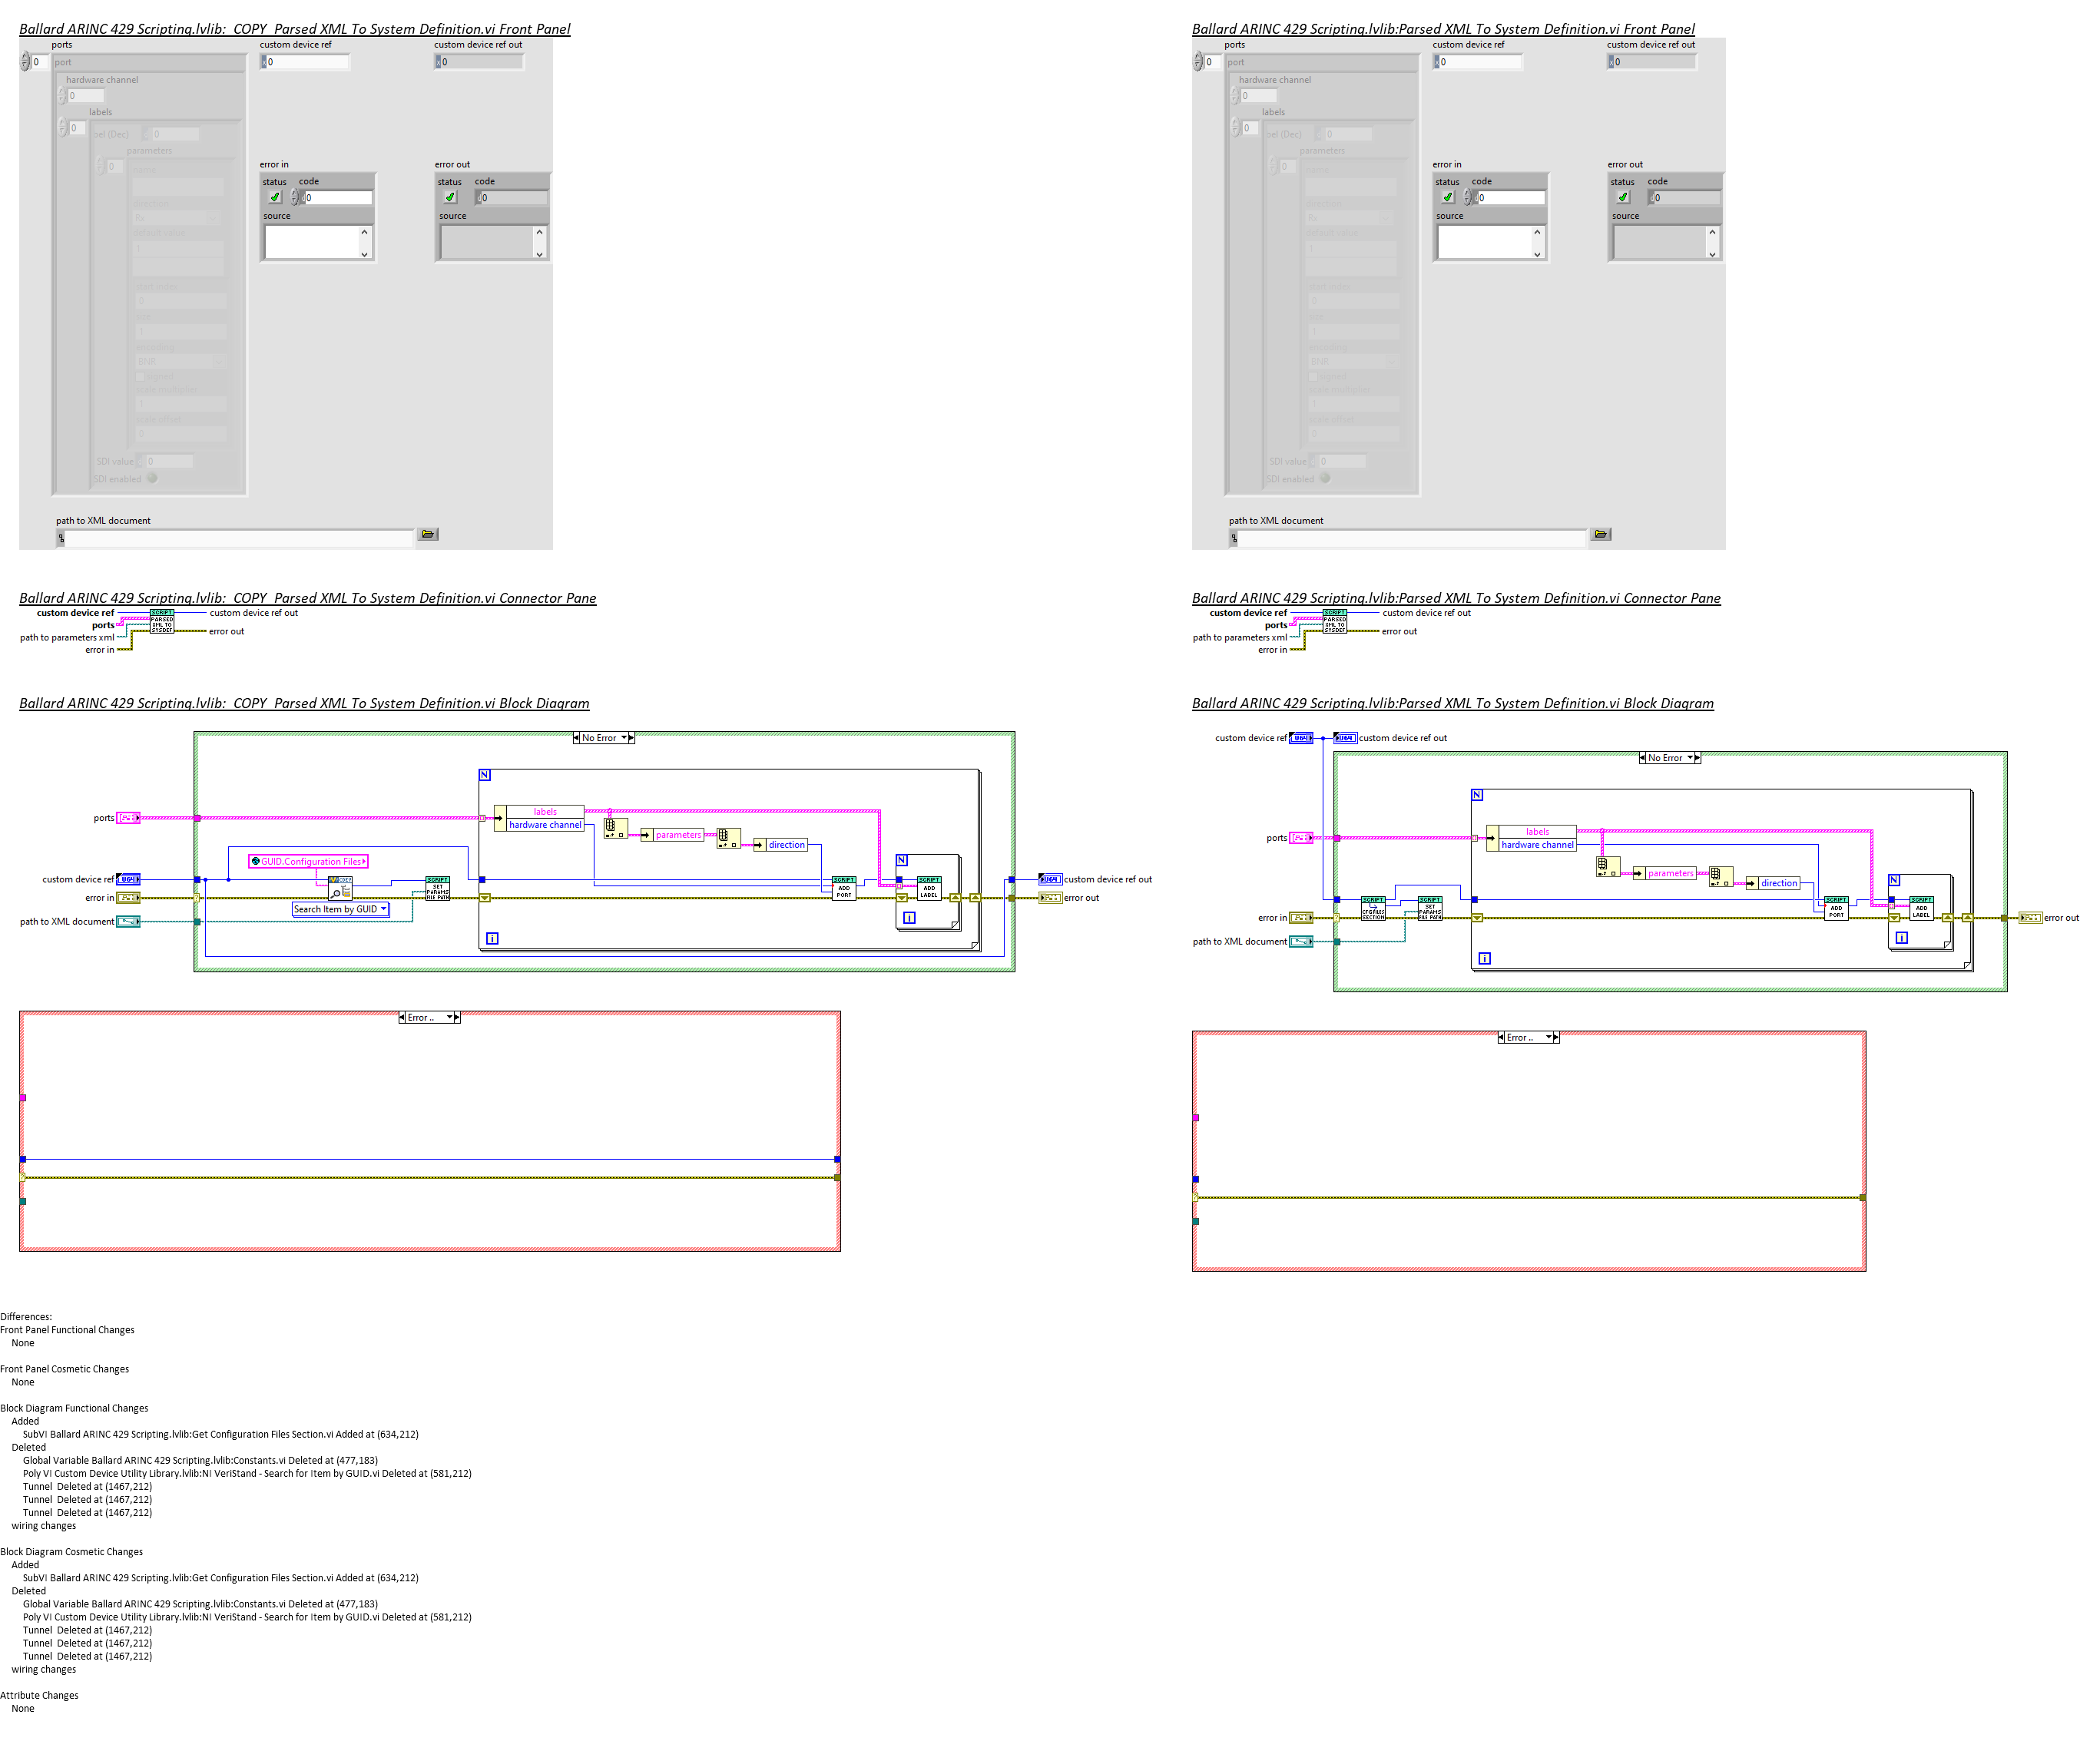 Ballard ARINC 429 Scripting.lvlib:  COPY  Parsed XML To System Definition.vi Front Panel
ports
custom device ref
custom device ref out
0
port
0
0
hardware channel
0
labels
0
bel (Dec)
0
parameters
0
error in
error out
status
code
status
code
0
0
source
source
default value
1
0
1
1
0
SDI value
0
SDI enabled
path to XML document
Ballard ARINC 429 Scripting.lvlib:  COPY  Parsed XML To System Definition.vi Connector Pane
custom device ref
custom device ref out
ports
path to parameters xml
error out
error in
SCRIPT
PARSED
XML TO
SYSDEF
Ballard ARINC 429 Scripting.lvlib:  COPY  Parsed XML To System Definition.vi Block Diagram
No Error
N
labels
hardware channel
ports
parameters
direction
GUID.Configuration Files
N
custom device ref
SCRIPT
SET
PARAMS
FILE PATH
SCRIPT
ADD
PORT
SCRIPT
ADD
LABEL
custom device ref out
error in
error out
Search Item by GUID
path to XML document
i
i
Error ..
Ballard ARINC 429 Scripting.lvlib:Parsed XML To System Definition.vi Front Panel
ports
custom device ref
custom device ref out
0
port
0
0
hardware channel
0
labels
0
bel (Dec)
0
parameters
0
error in
error out
status
code
status
code
0
0
source
source
default value
1
0
1
1
0
SDI value
0
SDI enabled
path to XML document
Ballard ARINC 429 Scripting.lvlib:Parsed XML To System Definition.vi Connector Pane
custom device ref
custom device ref out
ports
path to parameters xml
error out
error in
SCRIPT
PARSED
XML TO
SYSDEF
Ballard ARINC 429 Scripting.lvlib:Parsed XML To System Definition.vi Block Diagram
custom device ref
custom device ref out
No Error
N
labels
hardware channel
ports
parameters
direction
N
SCRIPT
CFGFILES
SECTION
SCRIPT
SET
PARAMS
FILE PATH
SCRIPT
ADD
PORT
SCRIPT
ADD
LABEL
error in
error out
path to XML document
i
i
Error ..
Differences:
Front Panel Functional Changes
None
Front Panel Cosmetic Changes
None
Block Diagram Functional Changes
Added
SubVI Ballard ARINC 429 Scripting.lvlib:Get Configuration Files Section.vi Added at (634,212)
Deleted
Global Variable Ballard ARINC 429 Scripting.lvlib:Constants.vi Deleted at (477,183)
Poly VI Custom Device Utility Library.lvlib:NI VeriStand - Search for Item by GUID.vi Deleted at (581,212)
Tunnel  Deleted at (1467,212)
Tunnel  Deleted at (1467,212)
Tunnel  Deleted at (1467,212)
wiring changes
Block Diagram Cosmetic Changes
Added
SubVI Ballard ARINC 429 Scripting.lvlib:Get Configuration Files Section.vi Added at (634,212)
Deleted
Global Variable Ballard ARINC 429 Scripting.lvlib:Constants.vi Deleted at (477,183)
Poly VI Custom Device Utility Library.lvlib:NI VeriStand - Search for Item by GUID.vi Deleted at (581,212)
Tunnel  Deleted at (1467,212)
Tunnel  Deleted at (1467,212)
Tunnel  Deleted at (1467,212)
wiring changes
Attribute Changes
None